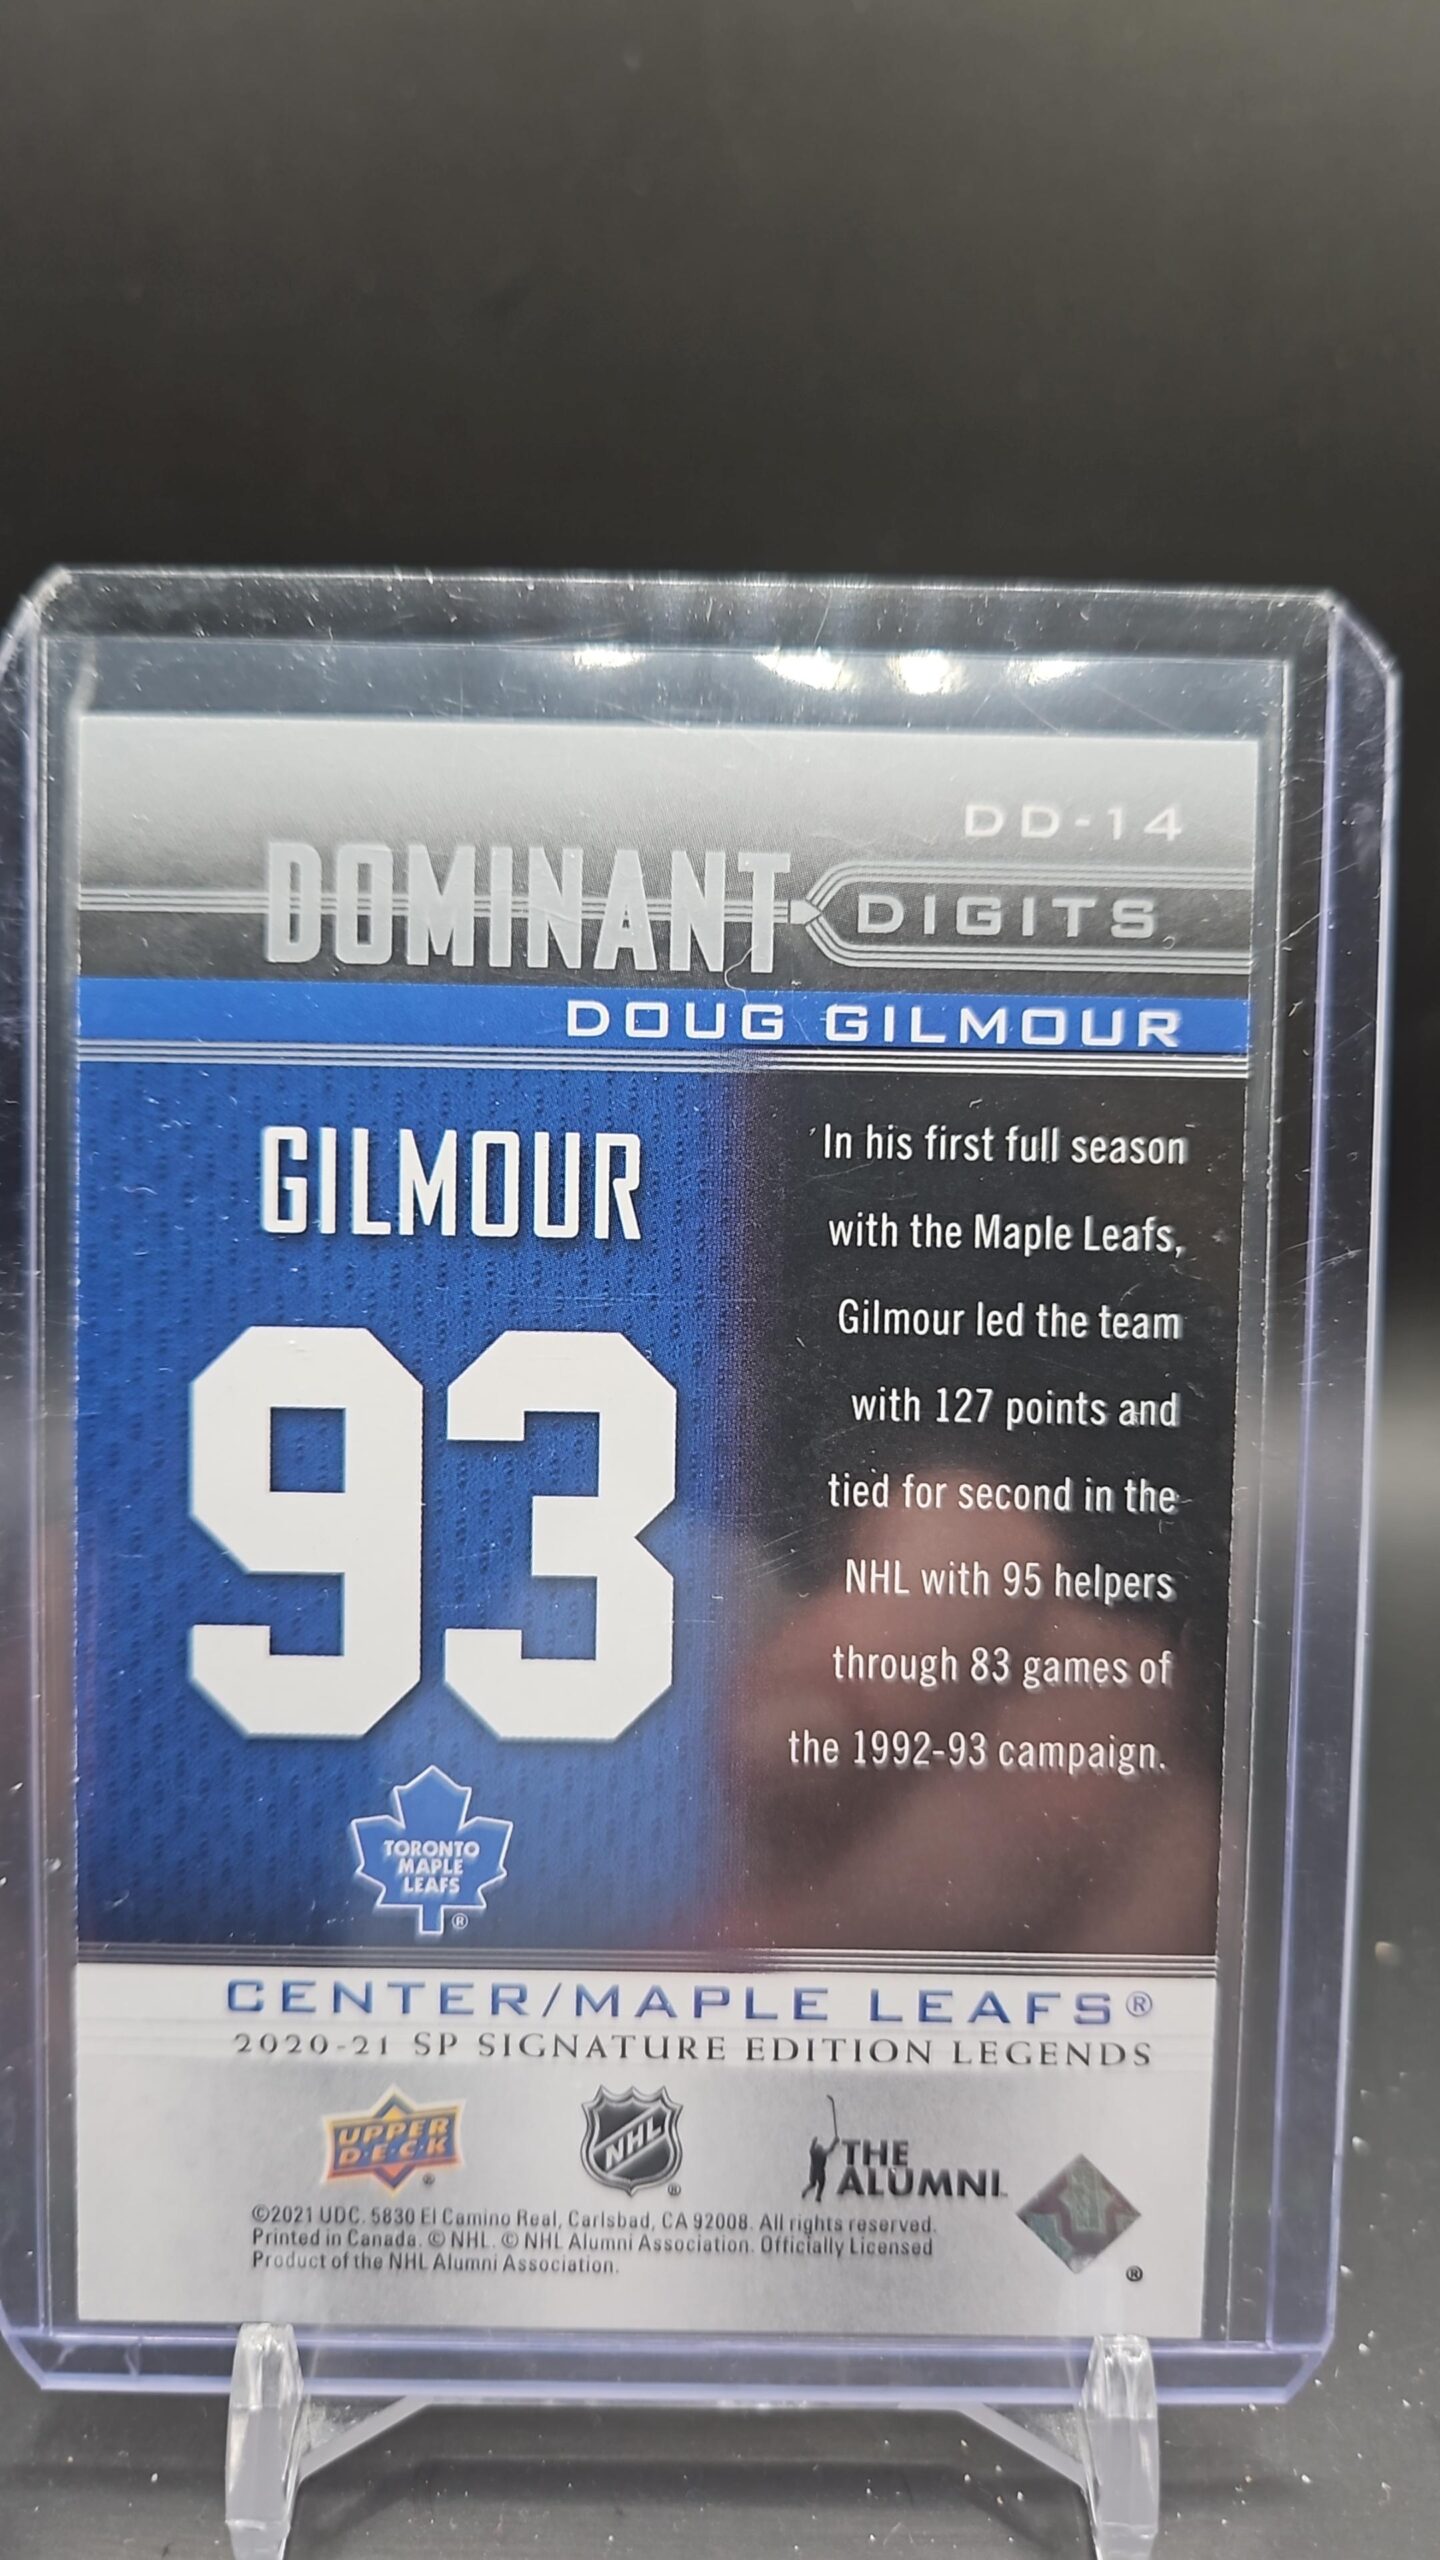 DD-14
DOMINANT DIGITS
DOUG GILMOUR
GILMOUR
93
TORONTO
MAPLE
LEAFS
®
In his first full season
with the Maple Leafs,
Gilmour led the team
with 127 points and
tied for second in the
NHL with 95 helpers
through 83 games of
the 1992-93 campaign.
CENTER/MAPLE LEAFS®
2020-21 SP SIGNATURE EDITION LEGENDS
UPPER
D·E·C·K
®
NHL
®
THE
ALUMNI
©2021 UDC. 5830 El Camino Real, Carlsbad, CA 92008. All rights reserved.
Printed in Canada. © NHL. © NHL Alumni Association. Officially Licensed
Product of the NHL Alumni Association.
®